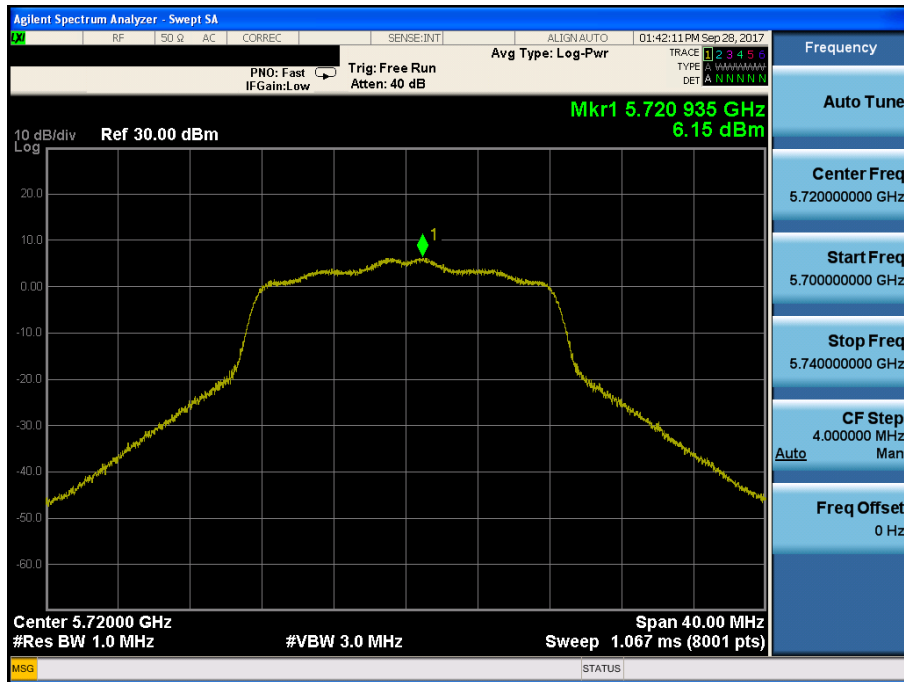 Agilent Spectrum Analyzer - Swept SA
LXI RF 50 Ω AC CORREC SENSE:INT ALIGN AUTO 01:42:11 PM Sep 28, 2017
Frequency
Avg Type: Log-Pwr
TRACE 1 2 3 4 5 6
TYPE A WWWWW
DET A N N N N N
PNO: Fast Trig: Free Run
IFGain:Low Atten: 40 dB
Auto Tune
Mkr1 5.720 935 GHz
6.15 dBm
10 dB/div Ref 30.00 dBm
Log
Center Freq
5.720000000 GHz
20.0
10.0
1
Start Freq
5.700000000 GHz
0.00
-10.0
Stop Freq
5.740000000 GHz
-20.0
-30.0
CF Step
4.000000 MHz
Auto Man
-40.0
-50.0
Freq Offset
0 Hz
-60.0
Center 5.72000 GHz Span 40.00 MHz
#Res BW 1.0 MHz #VBW 3.0 MHz Sweep 1.067 ms (8001 pts)
MSG STATUS